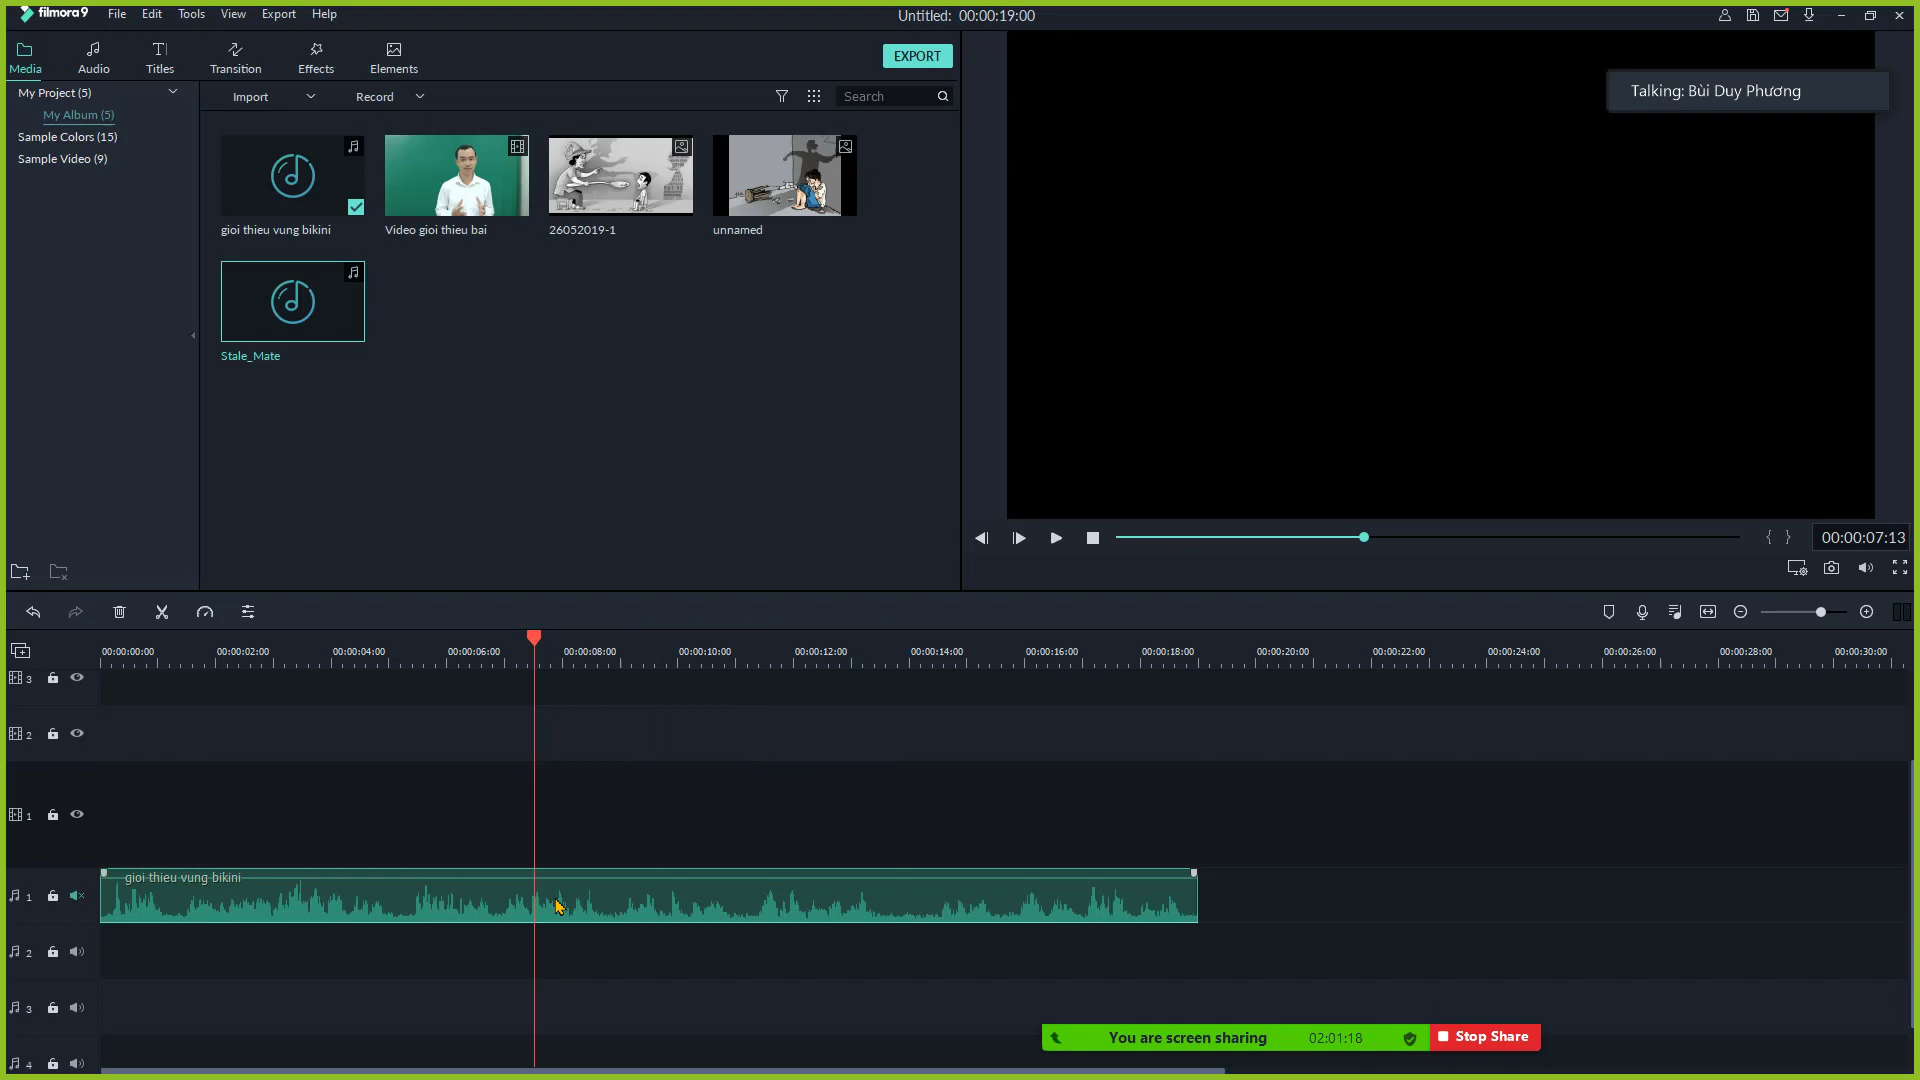 filmora9 File Edit Tools View Export Help Untitled: 00:00:19:00
Media Audio Titles Transition Effects Elements EXPORT
My Project (5)
My Album (5)
Sample Colors (15)
Sample Video (9)
Import Record Search
gioi thieu vung bikini Video gioi thieu bai 26052019-1 unnamed
Stale_Mate
Talking: Bùi Duy Phương
{ } 00:00:07:13
00:00:00:00 00:00:02:00 00:00:04:00 00:00:06:00 00:00:08:00 00:00:10:00 00:00:12:00 00:00:14:00 00:00:16:00 00:00:18:00 00:00:20:00 00:00:22:00 00:00:24:00 00:00:26:00 00:00:28:00 00:00:30:00
3
2
1
gioi thieu vung bikini
1
2
3
4
You are screen sharing 02:01:18 Stop Share